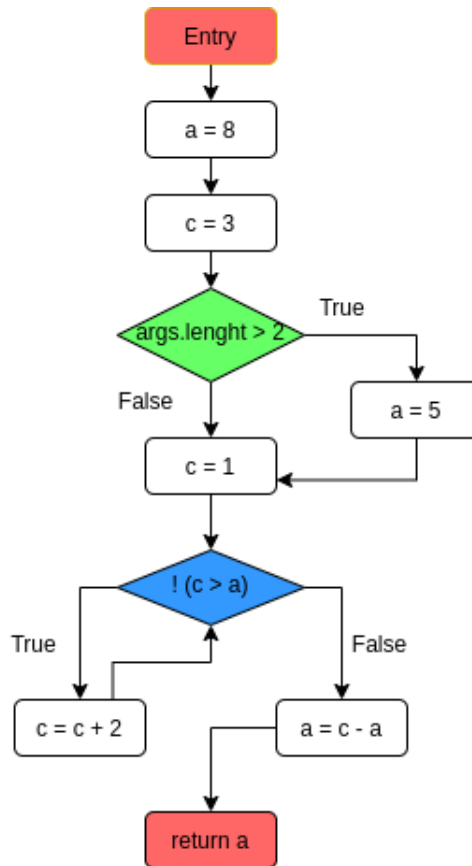 Entry
a = 8
c = 3
args.lenght > 2
True
False
a = 5
c = 1
! (c > a)
True
False
c = c + 2
a = c - a
return a